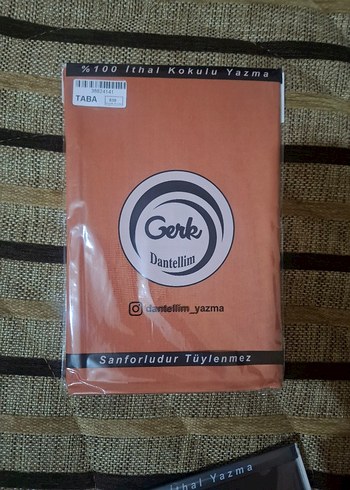 %100 İthal Kokulu Yazma
TABA
Gerk
Dantellim
dantellim_yazma
Sanforludur Tüylenmez
İthal Yazma